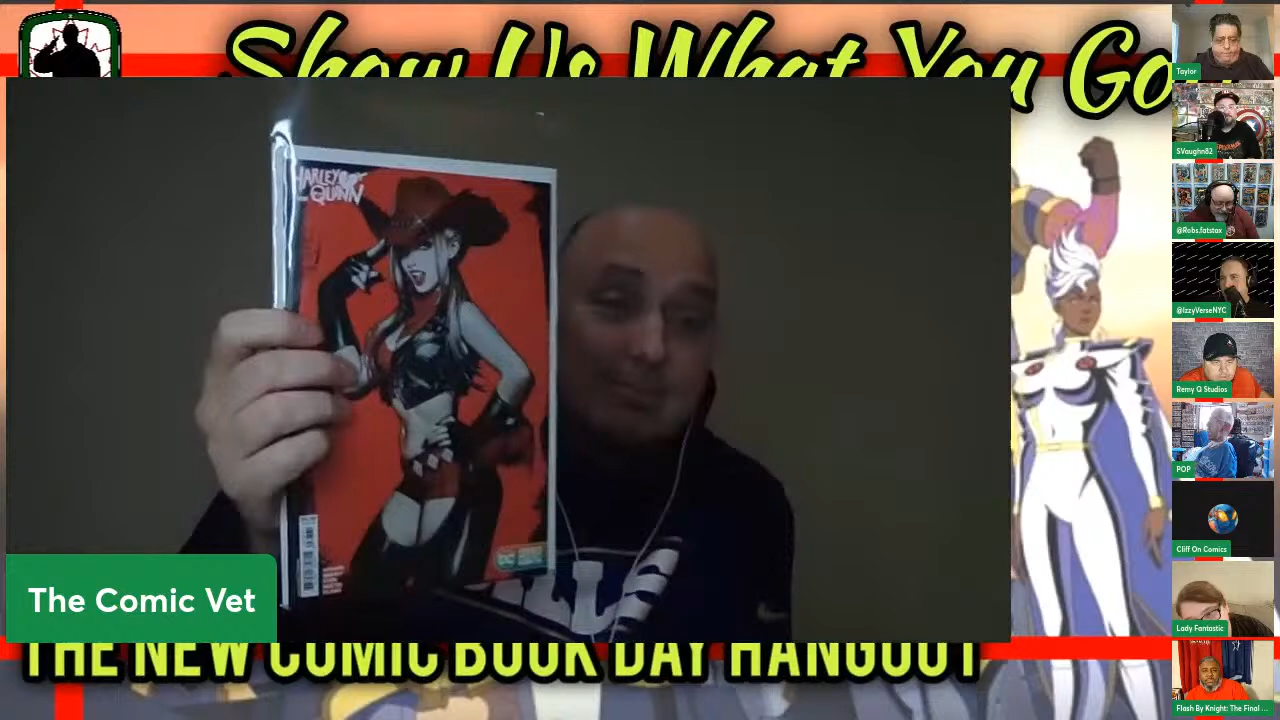 Show Us What You Go
HARLEY
QUINN
The Comic Vet
THE NEW COMIC BOOK DAY HANGOUT
Taylor
SVaughn82
@Robs.fatstax
@IzzyVerseNYC
Remy Q Studios
POP
Cliff On Comics
Lady Fantastic
Flash By Knight: The Final ...